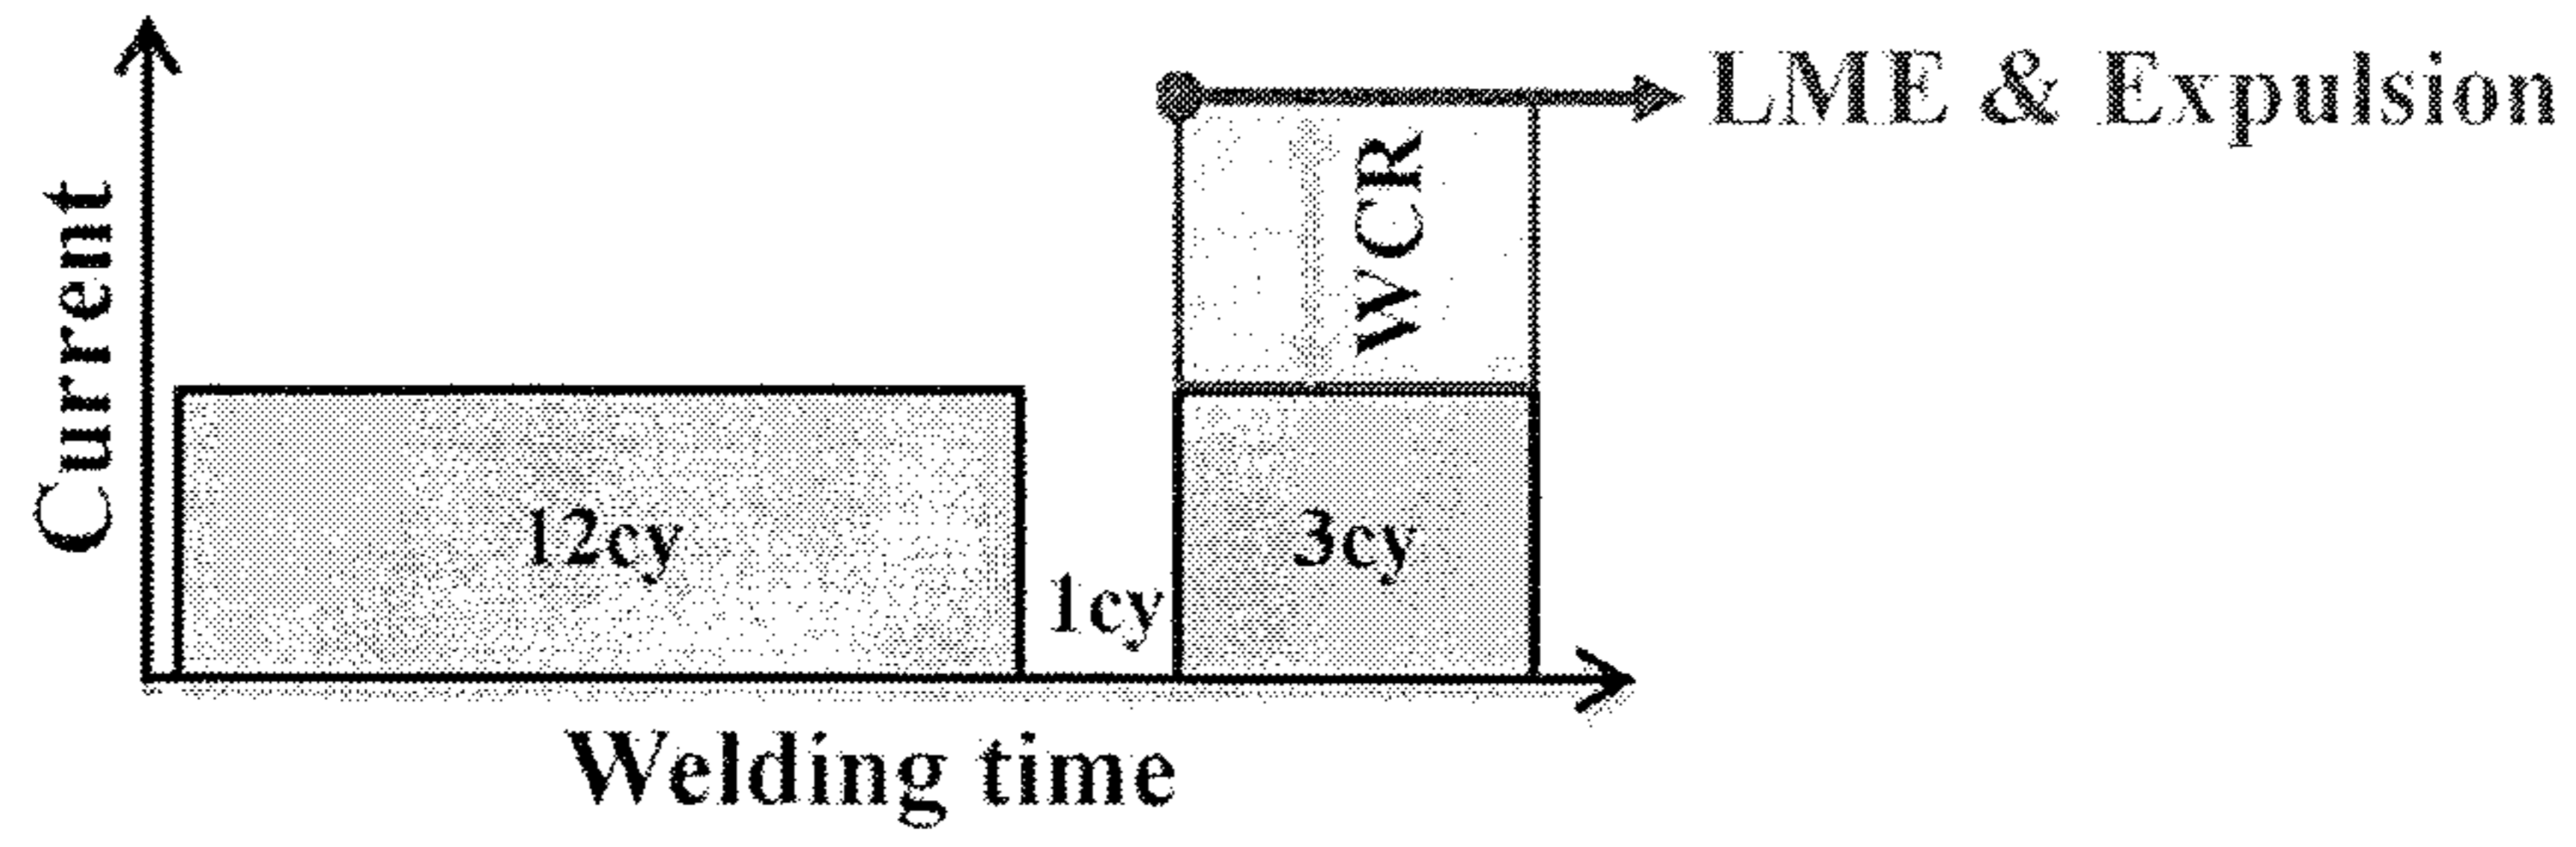 LME & Expulsion
WCR
Current
12cy
3cy
1cy
Welding time